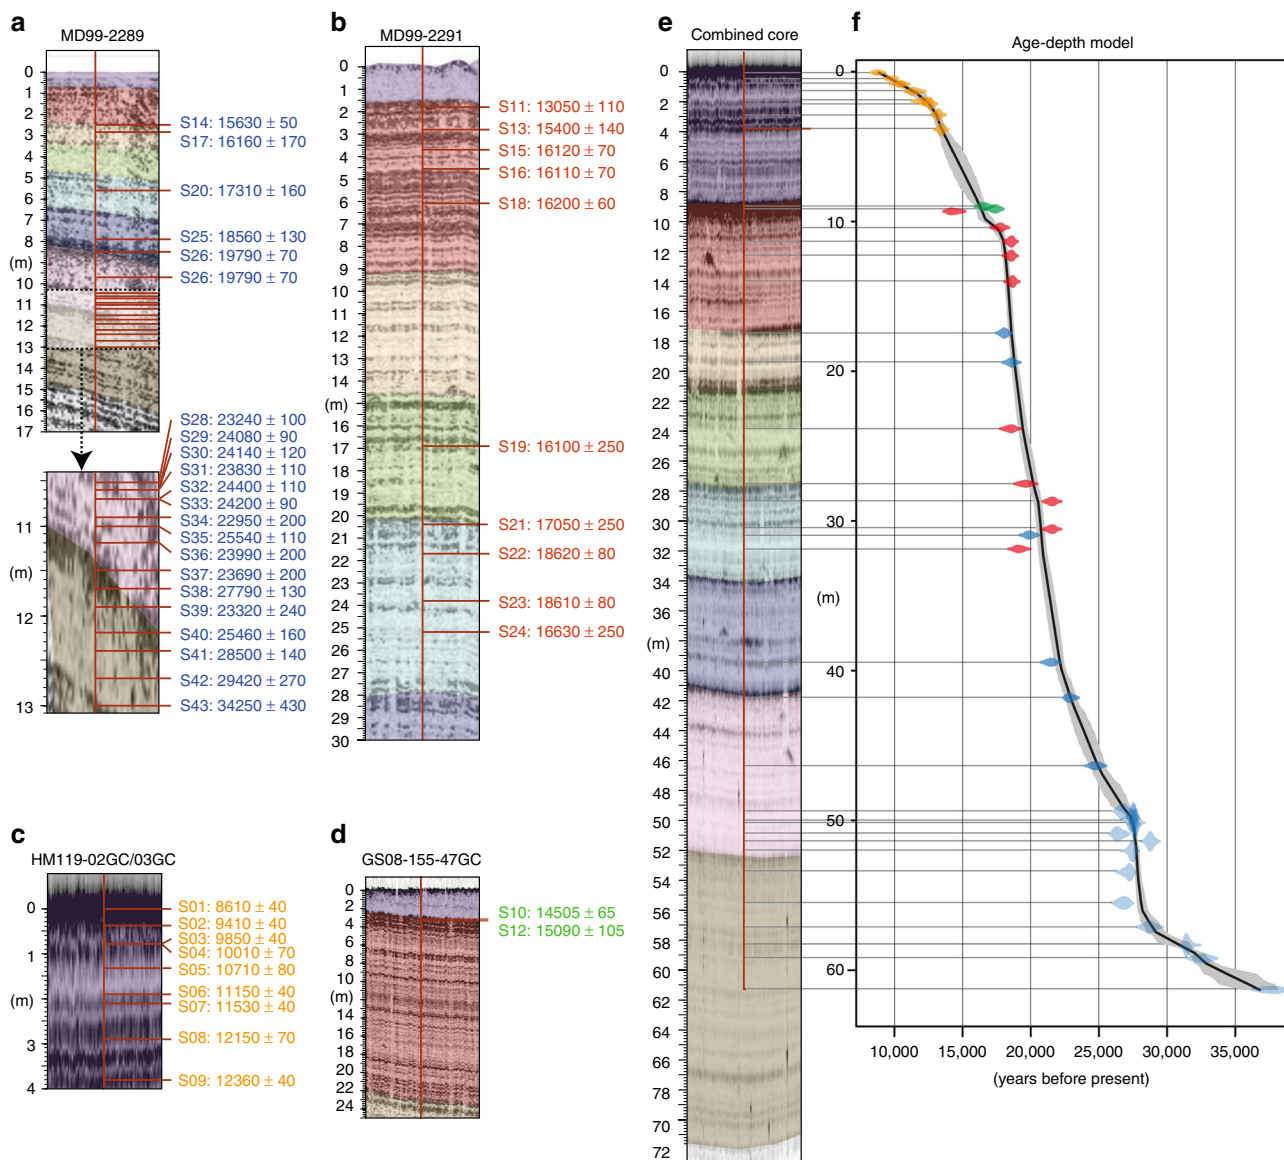 a
MD99-2289
0
1
2
3
4
5
6
7
8
(m)
9
10
11
12
13
14
15
16
17
S14: 15630 ± 50
S17: 16160 ± 170
S20: 17310 ± 160
S25: 18560 ± 130
S26: 19790 ± 70
S26: 19790 ± 70
S28: 23240 ± 100
S29: 24080 ± 90
S30: 24140 ± 120
S31: 23830 ± 110
S32: 24400 ± 110
S33: 24200 ± 90
S34: 22950 ± 200
S35: 25540 ± 110
S36: 23990 ± 200
S37: 23690 ± 200
S38: 27790 ± 130
S39: 23320 ± 240
S40: 25460 ± 160
S41: 28500 ± 140
S42: 29420 ± 270
S43: 34250 ± 430
11
(m)
12
13
b
MD99-2291
0
1
2
3
4
5
6
7
8
9
10
11
12
13
14
(m)
16
17
18
19
20
21
22
23
24
25
26
27
28
29
30
S11: 13050 ± 110
S13: 15400 ± 140
S15: 16120 ± 70
S16: 16110 ± 70
S18: 16200 ± 60
S19: 16100 ± 250
S21: 17050 ± 250
S22: 18620 ± 80
S23: 18610 ± 80
S24: 16630 ± 250
c
HM119-02GC/03GC
0
1
(m)
3
4
S01: 8610 ± 40
S02: 9410 ± 40
S03: 9850 ± 40
S04: 10010 ± 70
S05: 10710 ± 80
S06: 11150 ± 40
S07: 11530 ± 40
S08: 12150 ± 70
S09: 12360 ± 40
d
GS08-155-47GC
0
2
4
6
8
10
(m)
14
16
18
20
22
24
S10: 14505 ± 65
S12: 15090 ± 105
e
Combined core
0
2
4
6
8
10
12
14
16
18
20
22
24
26
28
30
32
34
36
(m)
40
42
44
46
48
50
52
54
56
58
60
62
64
66
68
70
72
f
Age-depth model
0
10
20
30
(m)
40
50
60
10,000 15,000 20,000 25,000 30,000 35,000
(years before present)